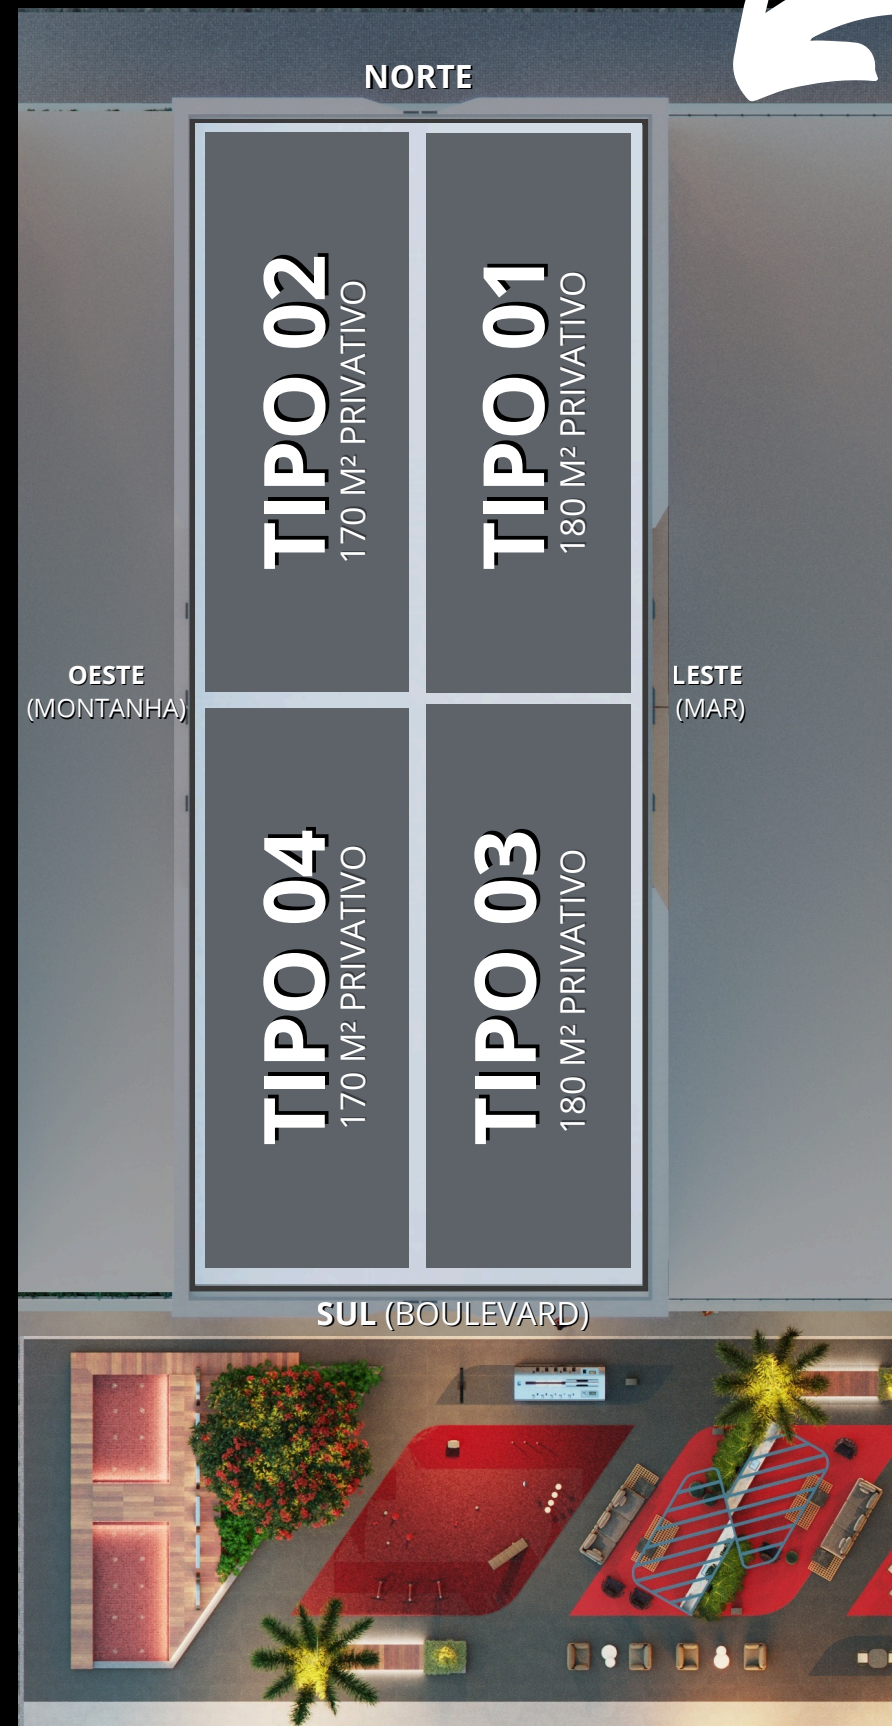 NORTE
TIPO 02
170 M² PRIVATIVO
TIPO 01
180 M² PRIVATIVO
OESTE
(MONTANHA)
LESTE
(MAR)
TIPO 04
170 M² PRIVATIVO
TIPO 03
180 M² PRIVATIVO
SUL (BOULEVARD)